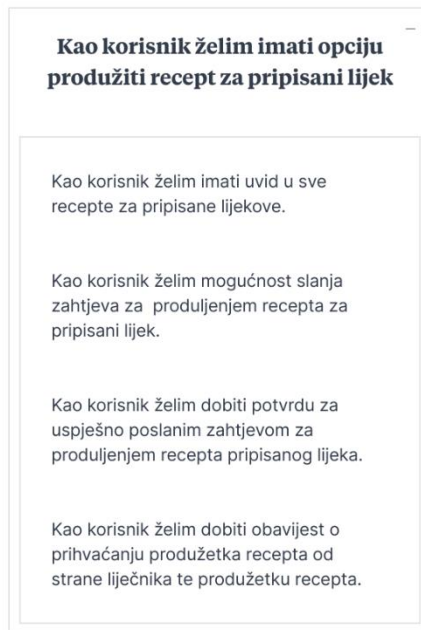 Kao korisnik želim imati opciju
produžiti recept za pripisani lijek
Kao korisnik želim imati uvid u sve
recepte za pripisane lijekove.
Kao korisnik želim mogućnost slanja
zahtjeva za produljenjem recepta za
pripisani lijek.
Kao korisnik želim dobiti potvrdu za
uspješno poslanim zahtjevom za
produljenjem recepta pripisanog lijeka.
Kao korisnik želim dobiti obavijest o
prihvaćanju produžetka recepta od
strane liječnika te produžetku recepta.